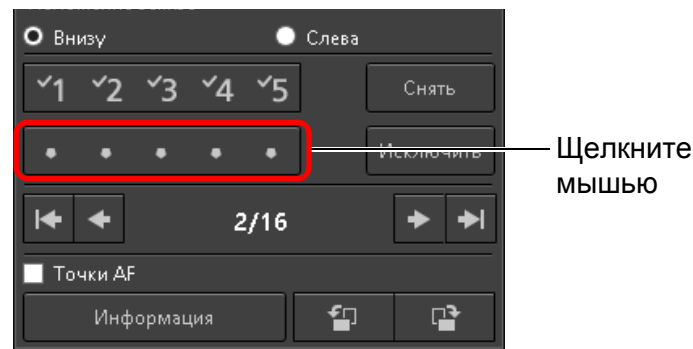 Внизу Слева
✓1 ✓2 ✓3 ✓4 ✓5 Снять
Исключить
Щелкните
мышью
2/16
Точки AF
Информация